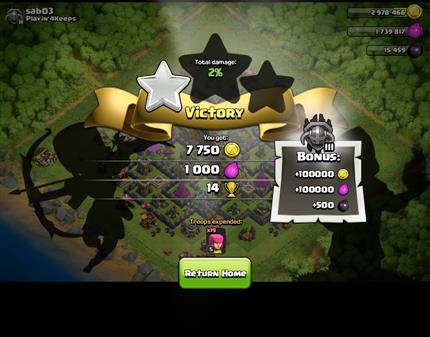 sab03
Playin'4Keeps
2 978 466
1 739 817
15 459
Total damage:
2%
Victory
You got:
7 750
1 000
14
III
Bonus:
+100000
+100000
+500
Troops expended:
x19
Return Home